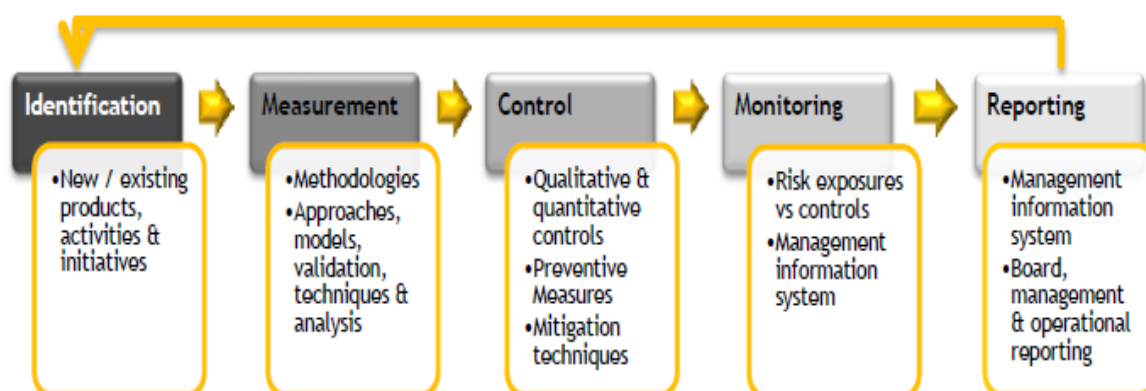 Identification
•New / existing
products,
activities &
initiatives
Measurement
•Methodologies
•Approaches,
models,
validation,
techniques &
analysis
Control
•Qualitative &
quantitative
controls
•Preventive
Measures
•Mitigation
techniques
Monitoring
•Risk exposures
vs controls
•Management
information
system
Reporting
•Management
information
system
•Board,
management
& operational
reporting